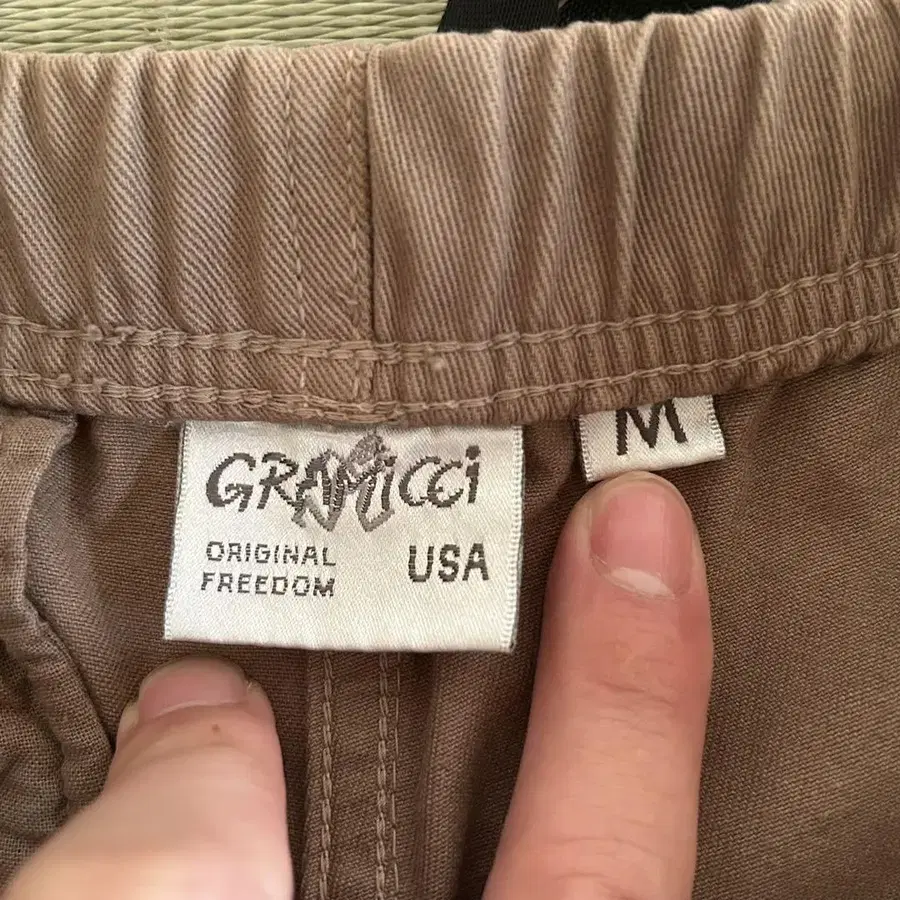 GRAMiCCi
ORIGINAL
FREEDOM
USA
M